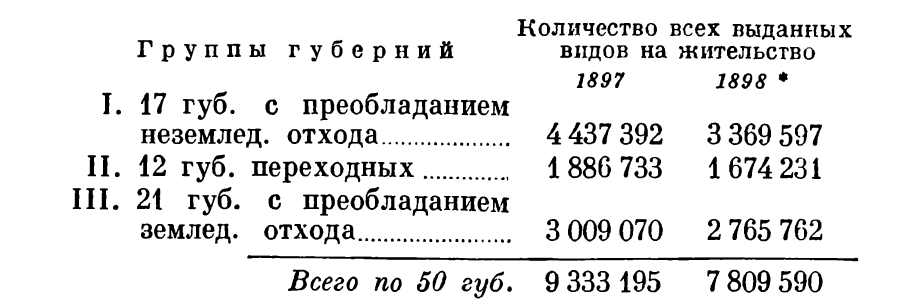 Группы губерний
Количество всех выданных
видов на жительство
1897 1898 *
I. 17 губ. с преобладанием
неземлед. отхода.................... 4 437 392 3 369 597
II. 12 губ. переходных ............. 1 886 733 1 674 231
III. 21 губ. с преобладанием
землед. отхода....................... 3 009 070 2 765 762
Всего по 50 губ. 9 333 195 7 809 590